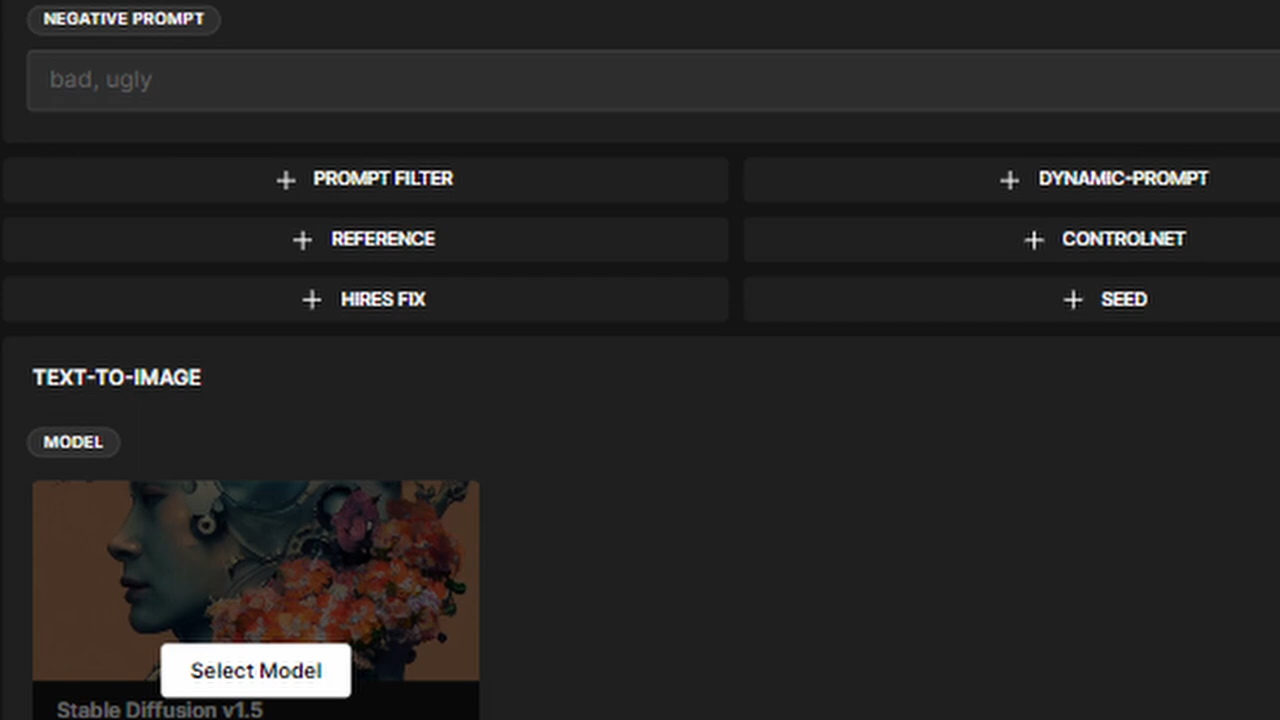 NEGATIVE PROMPT
bad, ugly
PROMPT FILTER
DYNAMIC-PROMPT
REFERENCE
CONTROLNET
HIRES FIX
SEED
TEXT-TO-IMAGE
MODEL
Select Model
Stable Diffusion v1.5